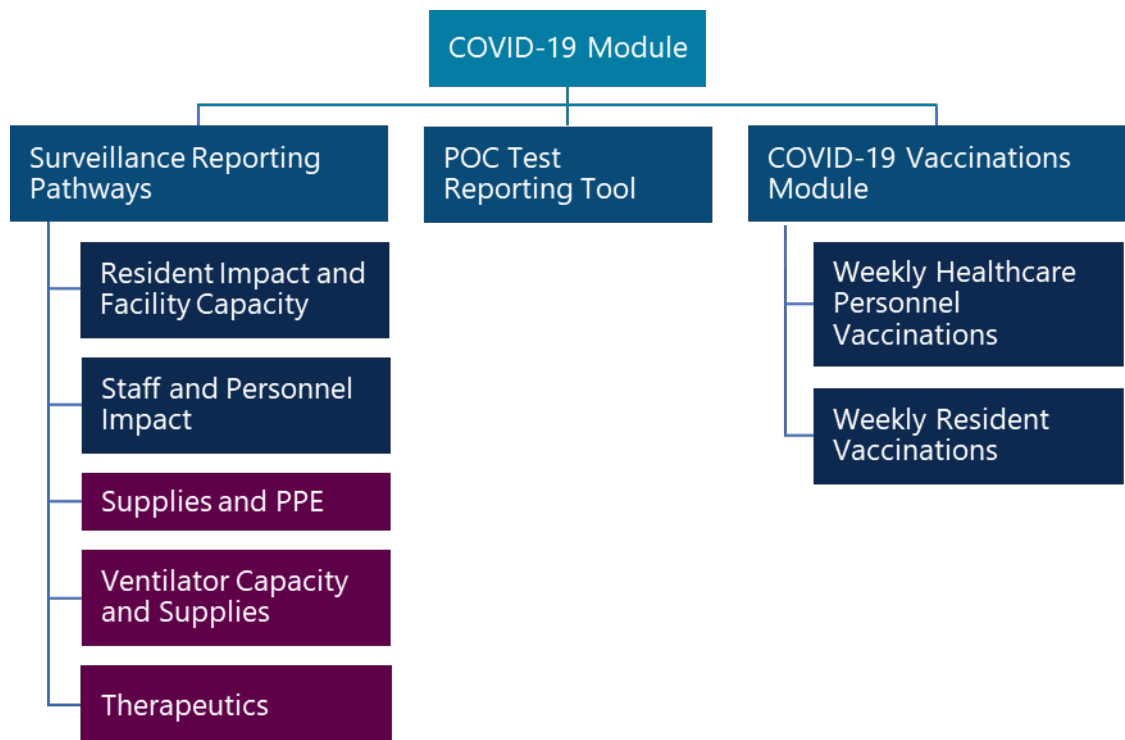 COVID-19 Module
Surveillance Reporting
Pathways
POC Test
Reporting Tool
COVID-19 Vaccinations
Module
Resident Impact and
Facility Capacity
Staff and Personnel
Impact
Supplies and PPE
Ventilator Capacity
and Supplies
Therapeutics
Weekly Healthcare
Personnel
Vaccinations
Weekly Resident
Vaccinations